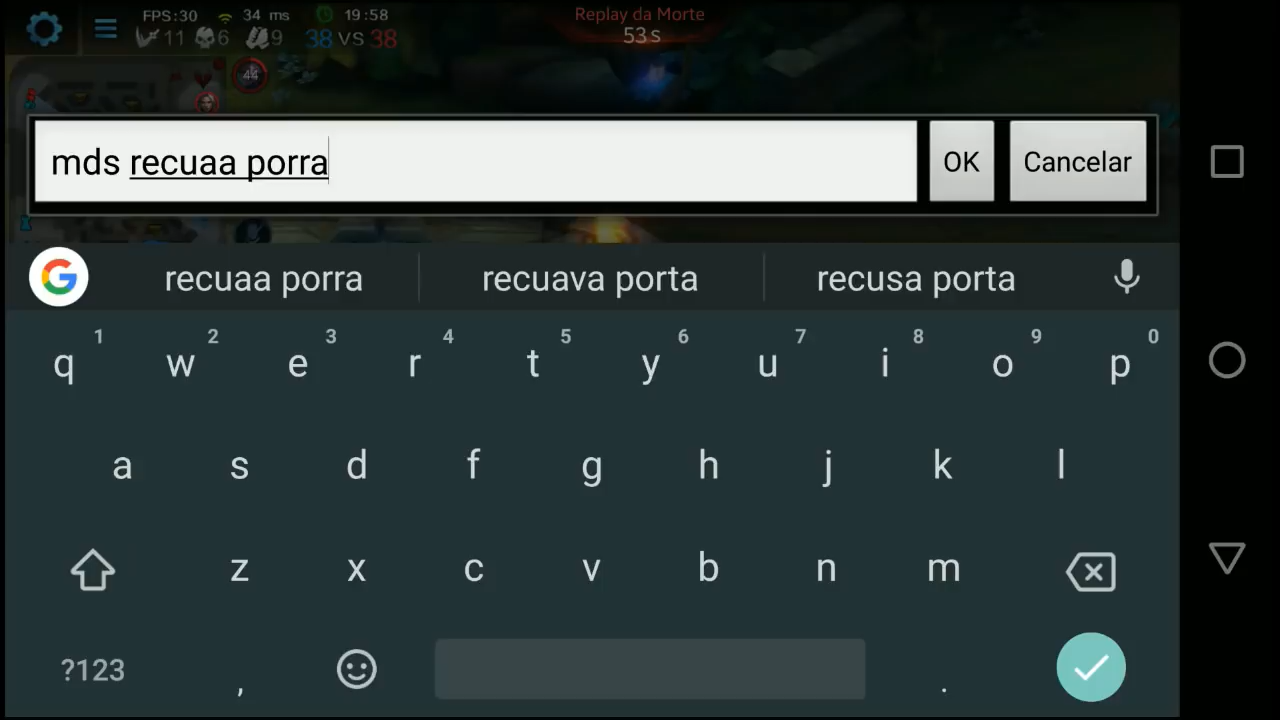 FPS:30 34 ms 19:58
11 6 9 38 VS 38
Replay da Morte
53 s
44
mds recuaa porra OK Cancelar
G recuaa porra recuava porta recusa porta
1 2 3 4 5 6 7 8 9 0
q w e r t y u i o p
a s d f g h j k l
z x c v b n m
?123 , .